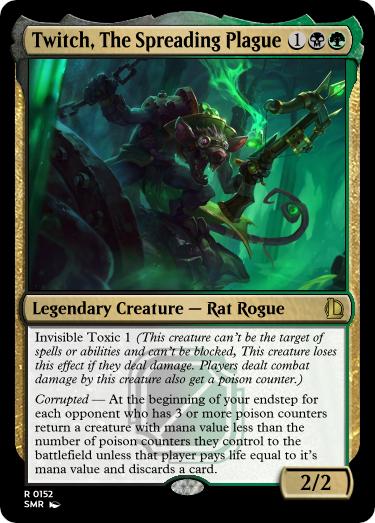 Twitch, The Spreading Plague 1
Legendary Creature — Rat Rogue
Invisible Toxic 1 (This creature can't be the target of
spells or abilities and can't be blocked, This creature loses
this effect if they deal damage. Players dealt combat
damage by this creature also get a poison counter.)
Corrupted — At the beginning of your endstep for
each opponent who has 3 or more poison counters
return a creature with mana value less than the
number of poison counters they control to the
battlefield unless that player pays life equal to it's
mana value and discards a card.
2/2
R 0152
SMR